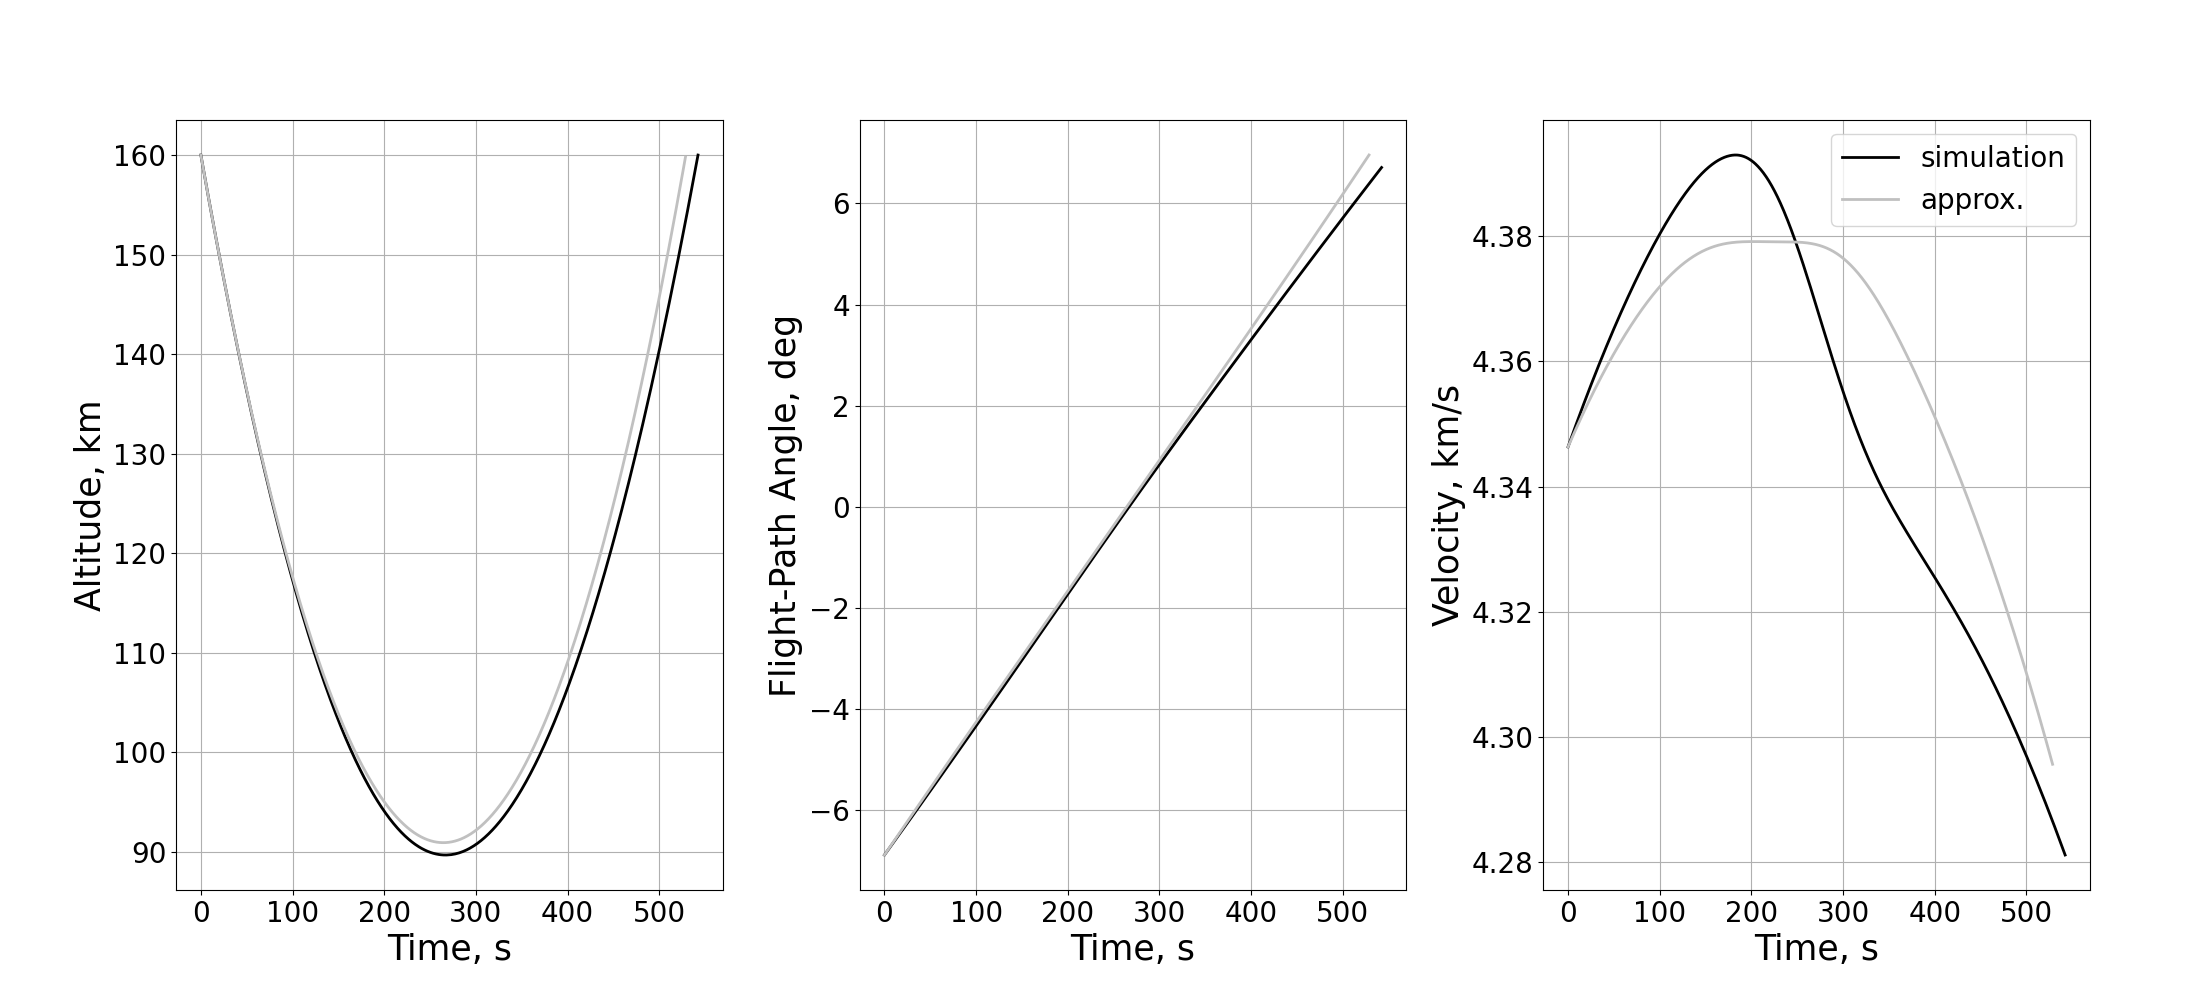 Altitude, km
160
150
140
130
120
110
100
90
0 100 200 300 400 500
Time, s
Flight-Path Angle, deg
6
4
2
0
−2
−4
−6
0 100 200 300 400 500
Time, s
Velocity, km/s
4.38
4.36
4.34
4.32
4.30
4.28
0 100 200 300 400 500
Time, s
simulation
approx.